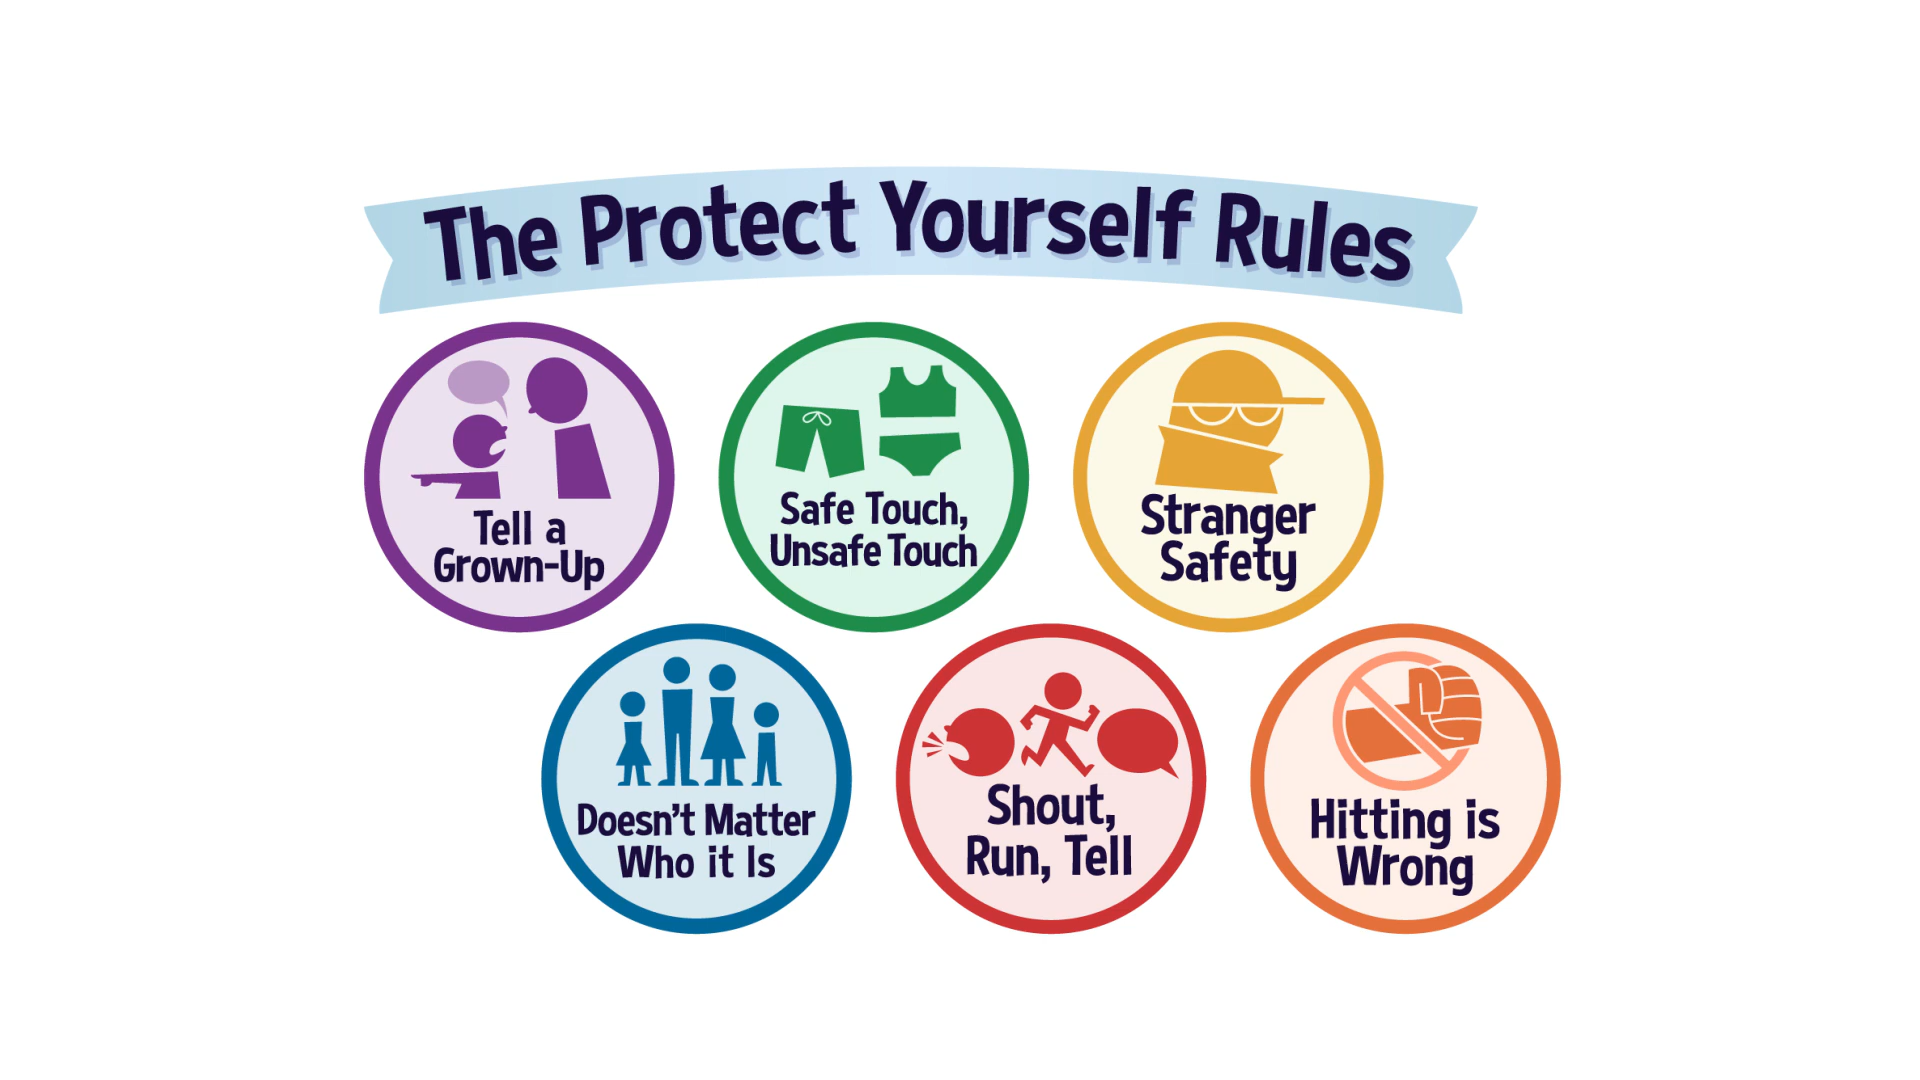 The Protect Yourself Rules
Tell a
Grown-Up
Safe Touch,
Unsafe Touch
Stranger
Safety
Doesn't Matter
Who it Is
Shout,
Run, Tell
Hitting is
Wrong